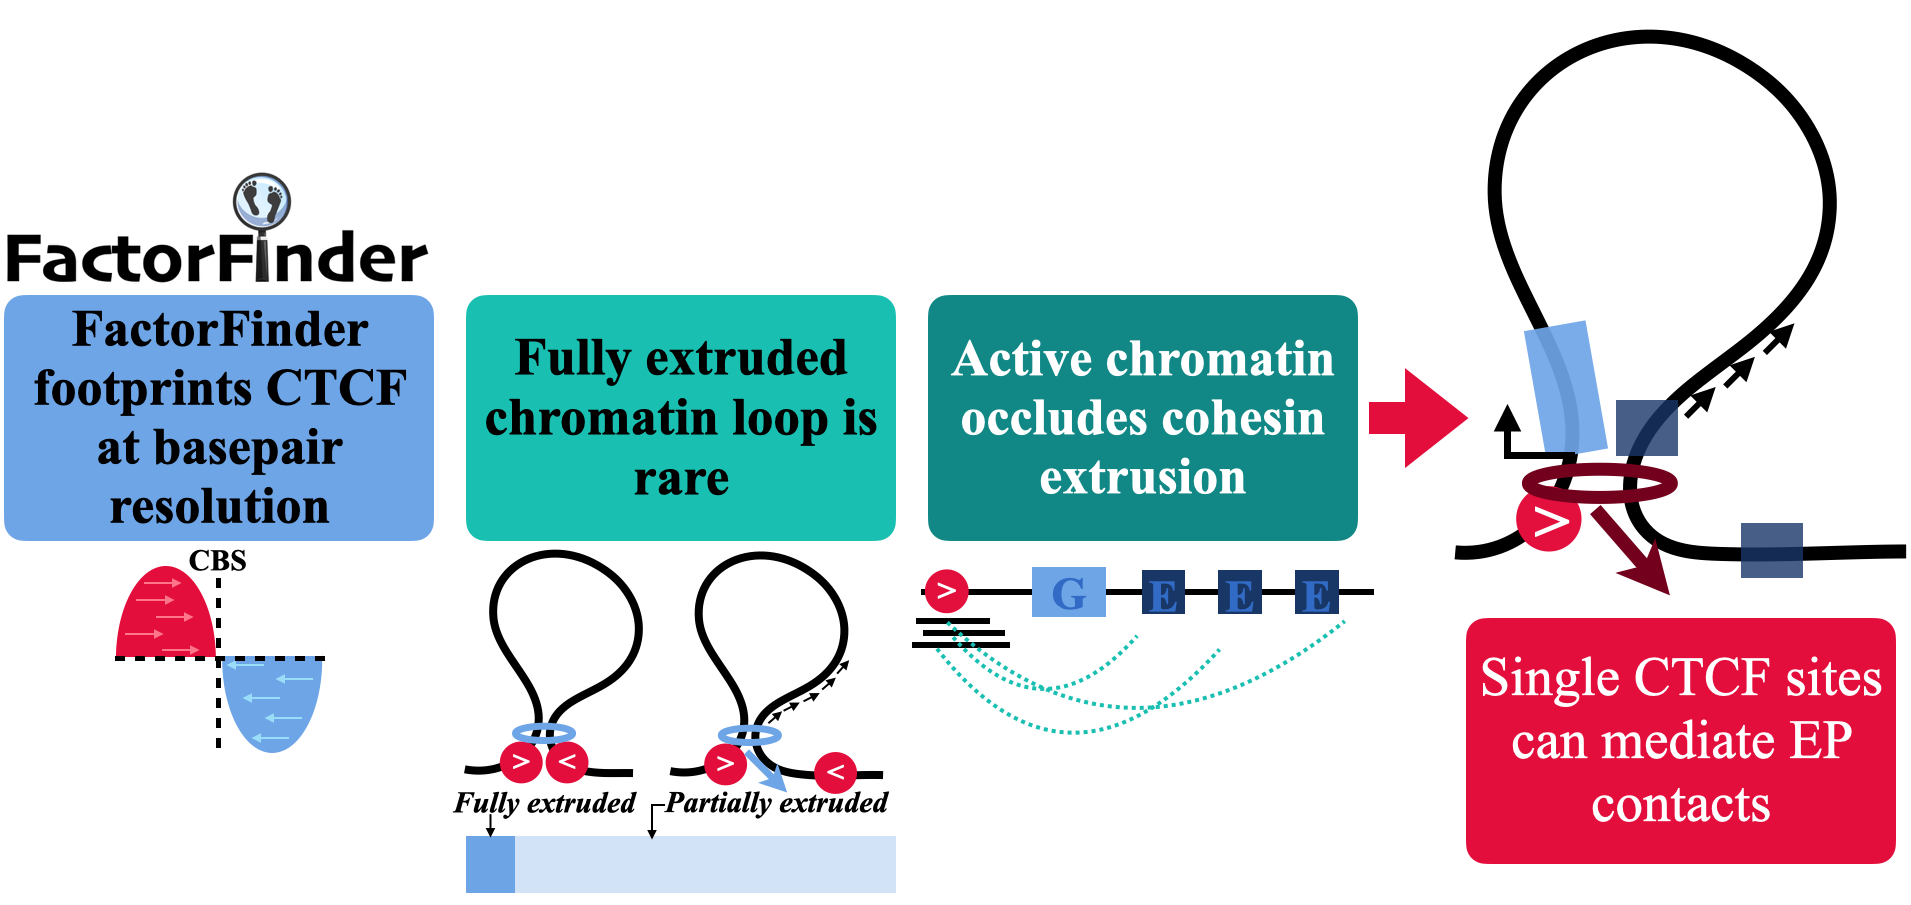 FactorFinder
FactorFinder
footprints CTCF
at basepair
resolution
CBS
Fully extruded
chromatin loop is
rare
> <
> <
Fully extruded
Partially extruded
Active chromatin
occludes cohesin
extrusion
> G E E E
>
Single CTCF sites
can mediate EP
contacts